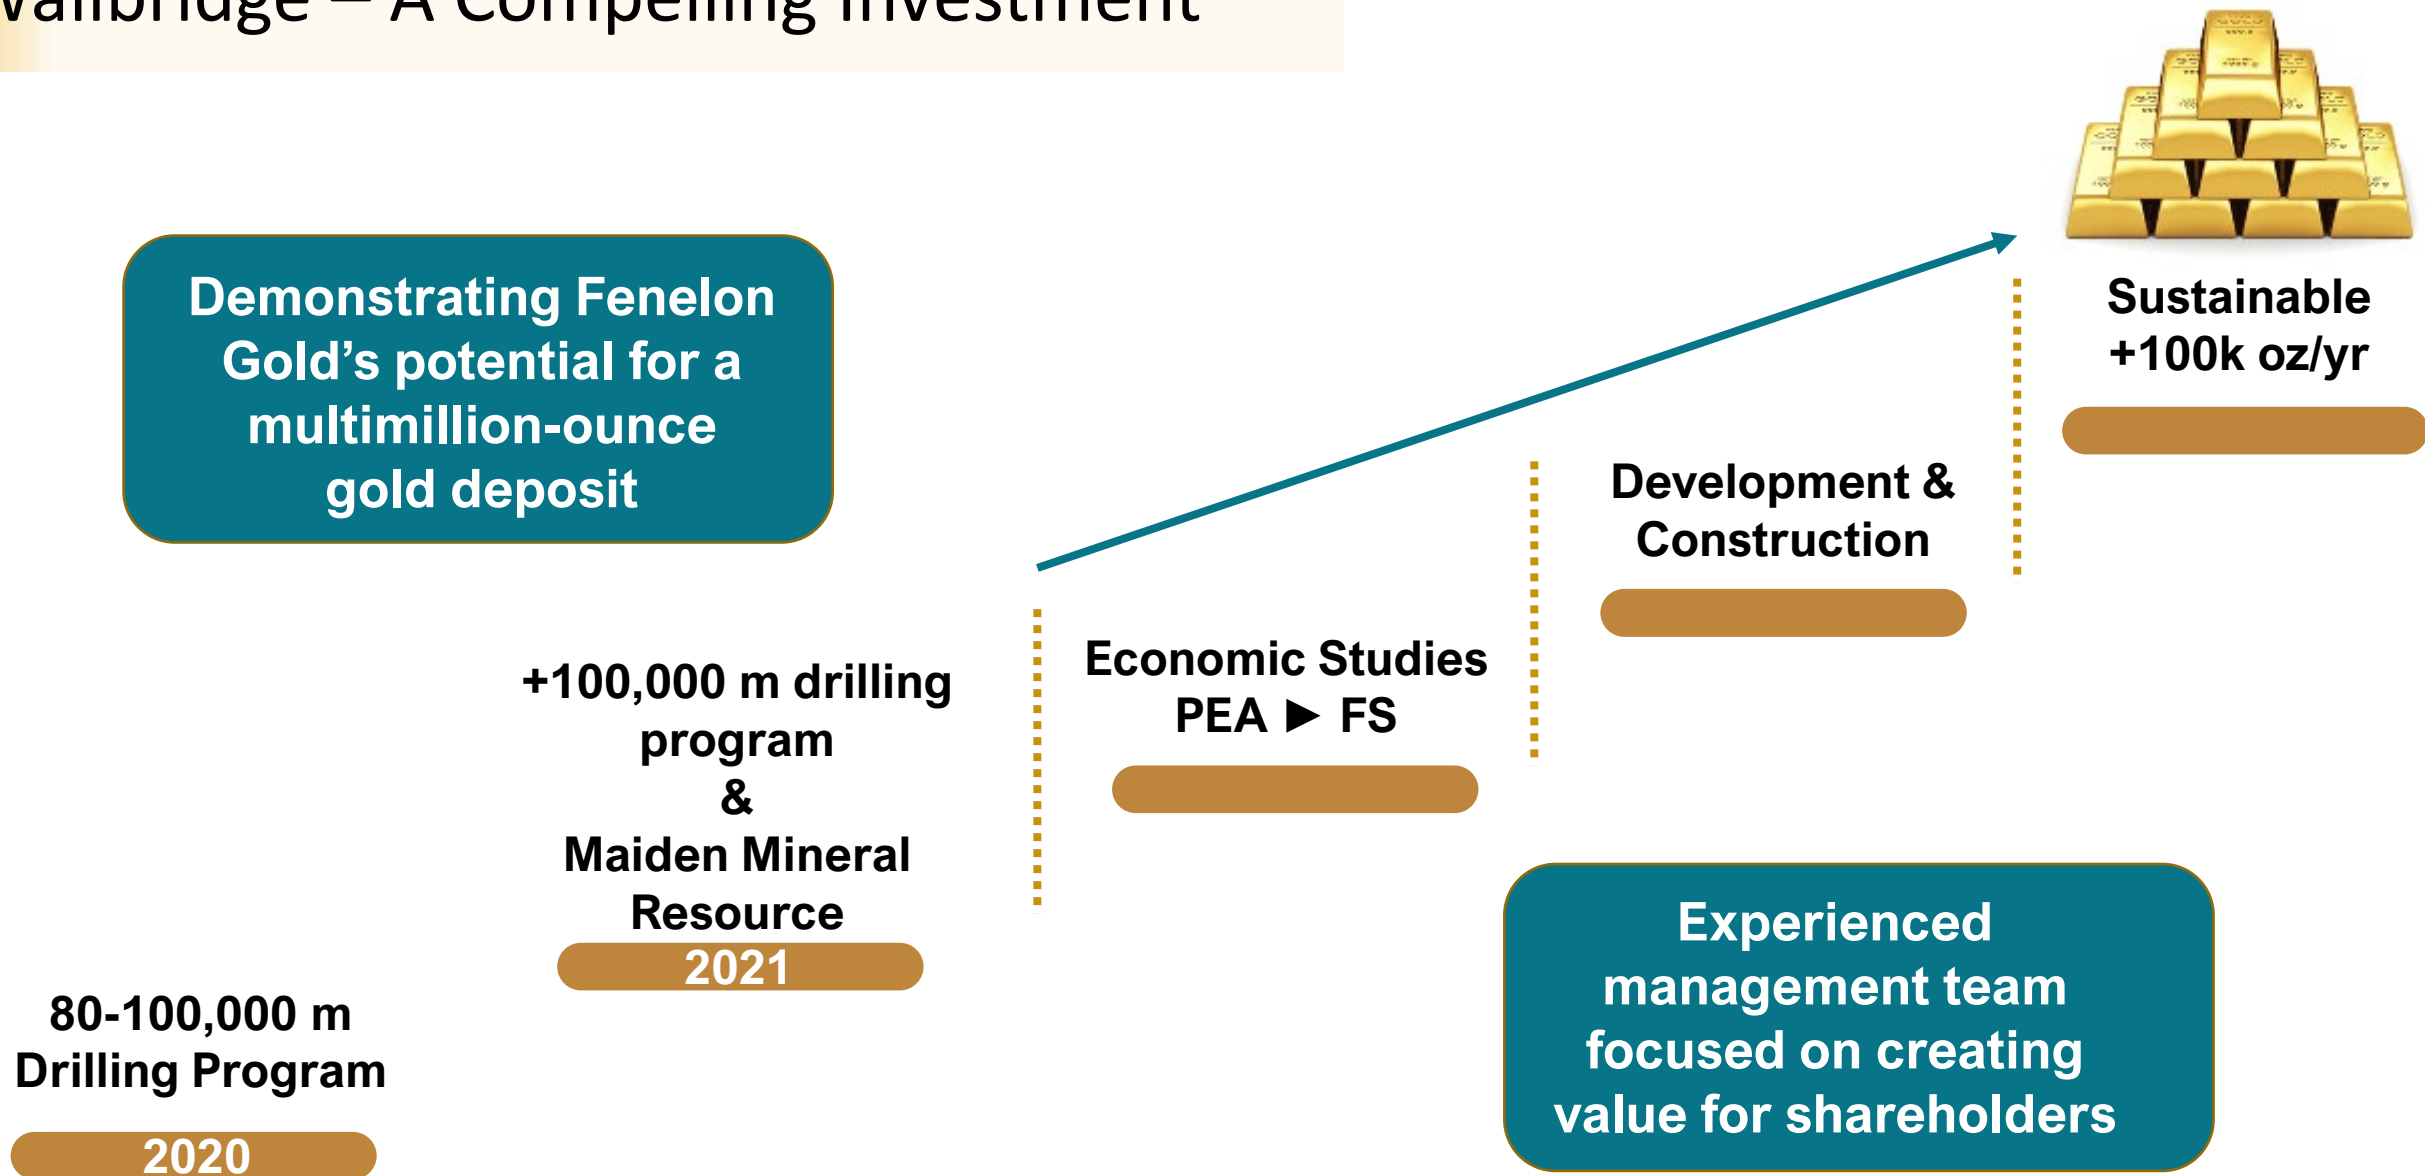 – A Compelling Investment
Demonstrating Fenelon
Gold’s potential for a
multimillion-ounce
gold deposit
Sustainable
+100k oz/yr
Development &
Construction
Economic Studies
PEA ► FS
+100,000 m drilling
program
&
Maiden Mineral
Resource
2021
80-100,000 m
Drilling Program
2020
Experienced
management team
focused on creating
value for shareholders